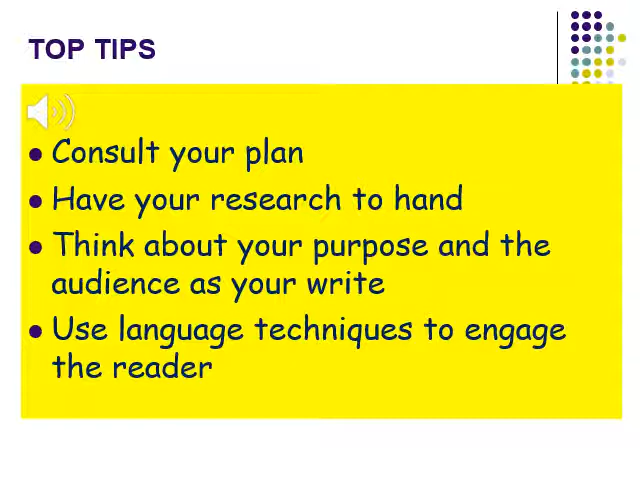 TOP TIPS
Consult your plan
Have your research to hand
Think about your purpose and the
audience as your write
Use language techniques to engage
the reader